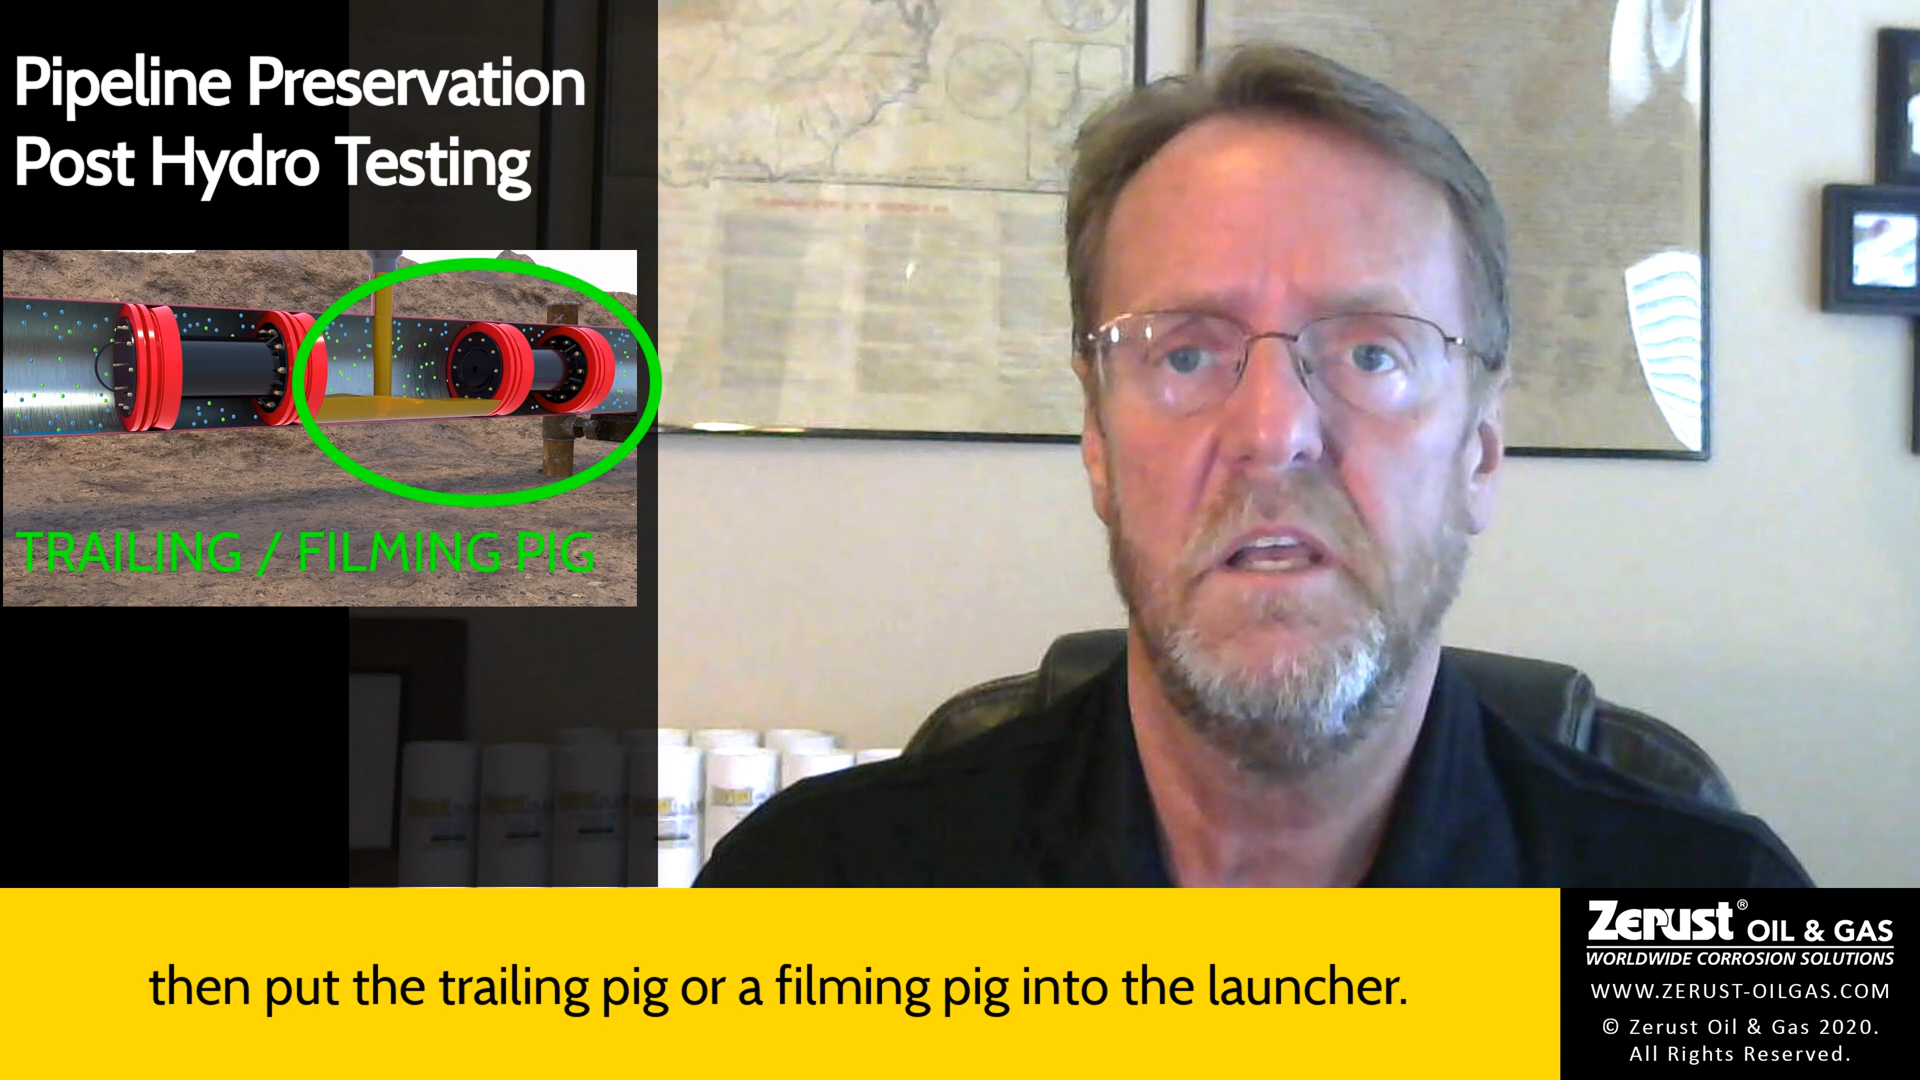 Pipeline Preservation
Post Hydro Testing
TRAILING / FILMING PIG
then put the trailing pig or a filming pig into the launcher.
ZERUST® OIL & GAS
WORLDWIDE CORROSION SOLUTIONS
WWW.ZERUST-OILGAS.COM
© Zerust Oil & Gas 2020.
All Rights Reserved.